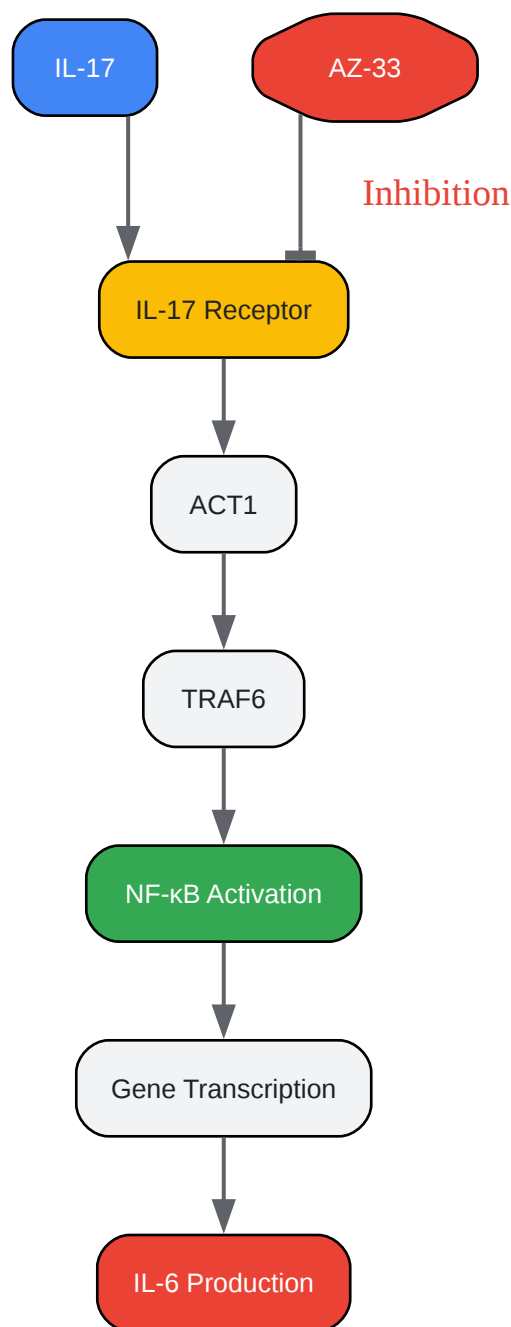 IL-17
AZ-33
Inhibition
IL-17 Receptor
ACT1
TRAF6
NF-κB Activation
Gene Transcription
IL-6 Production